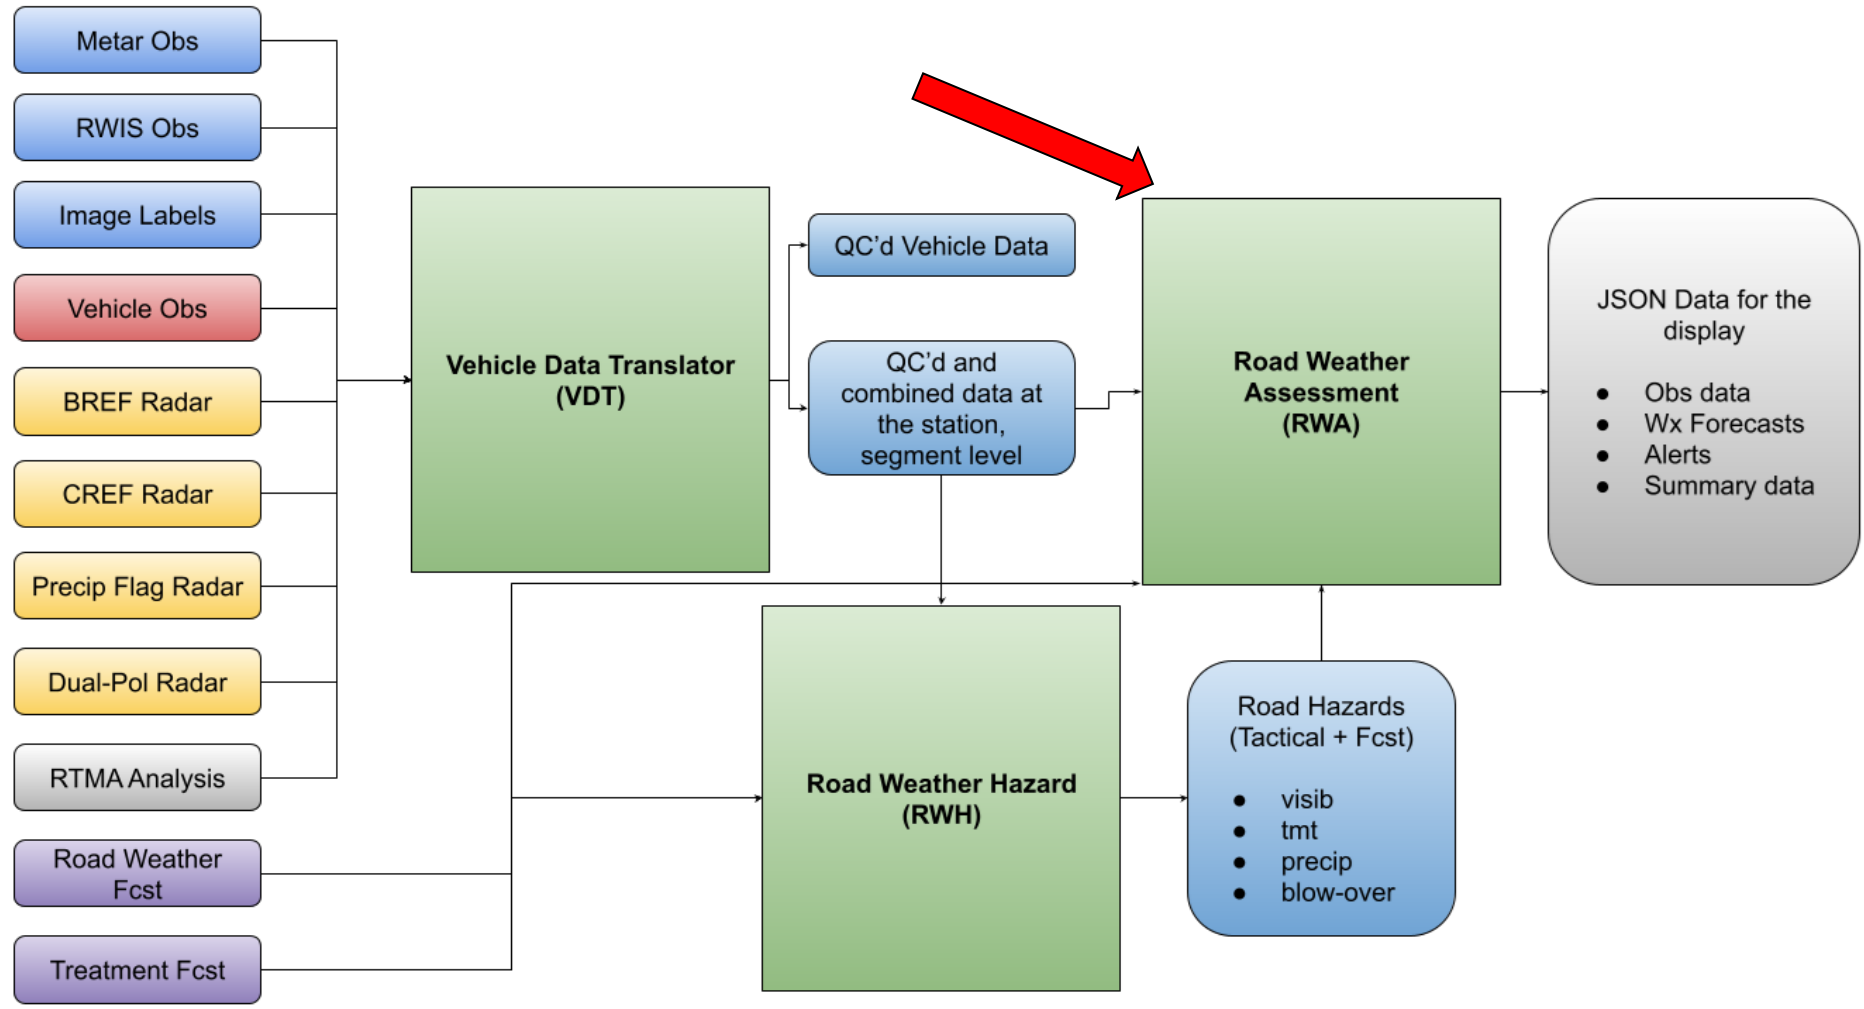 Metar Obs
RWIS Obs
Image Labels
Vehicle Obs
BREF Radar
CREF Radar
Precip Flag Radar
Dual-Pol Radar
RTMA Analysis
Road Weather
Fcst
Treatment Fcst
Vehicle Data Translator
(VDT)
QC'd Vehicle Data
QC'd and
combined data at
the station,
segment level
Road Weather Hazard
(RWH)
Road Weather
Assessment
(RWA)
Road Hazards
(Tactical + Fcst)
● visib
● tmt
● precip
● blow-over
JSON Data for the
display
● Obs data
● Wx Forecasts
● Alerts
● Summary data